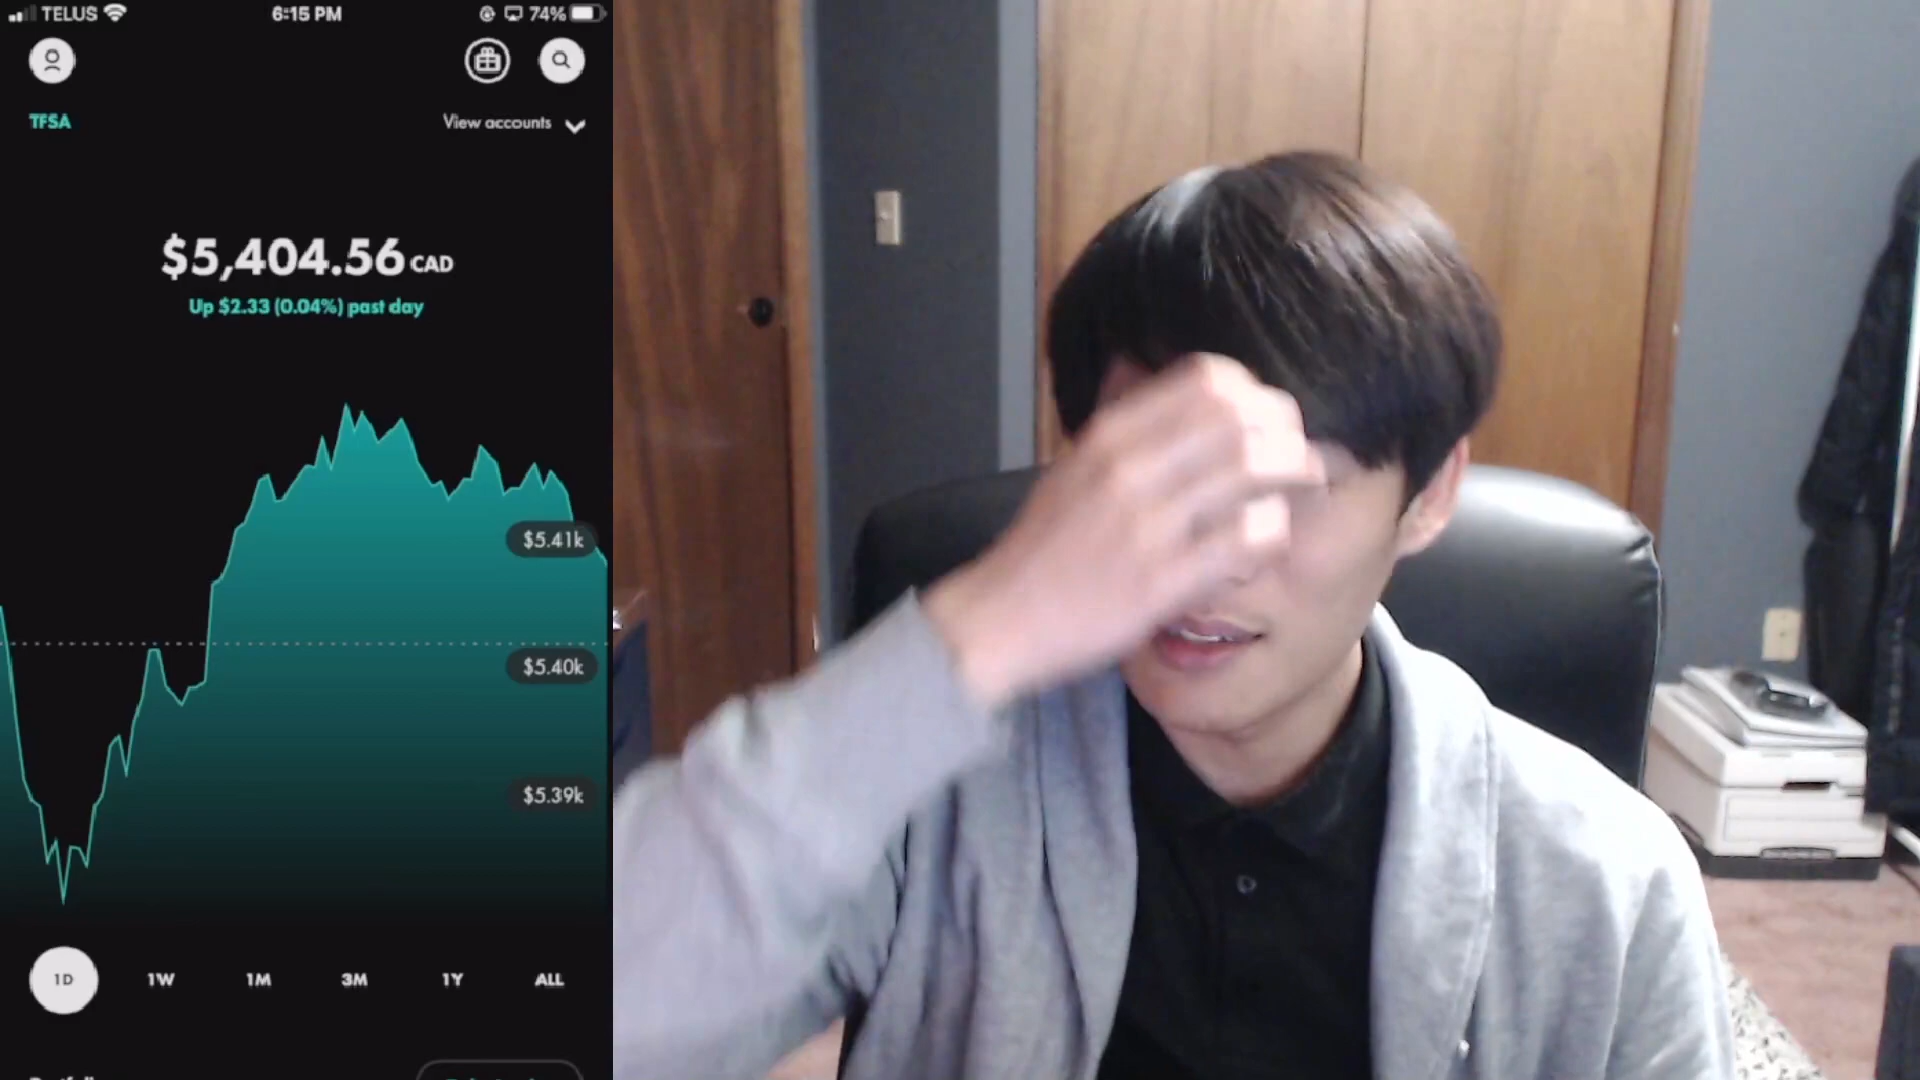 TELUS 6:15 PM 74%
TFSA View accounts
$5,404.56 CAD
Up $2.33 (0.04%) past day
$5.41k
$5.40k
$5.39k
1D 1W 1M 3M 1Y ALL